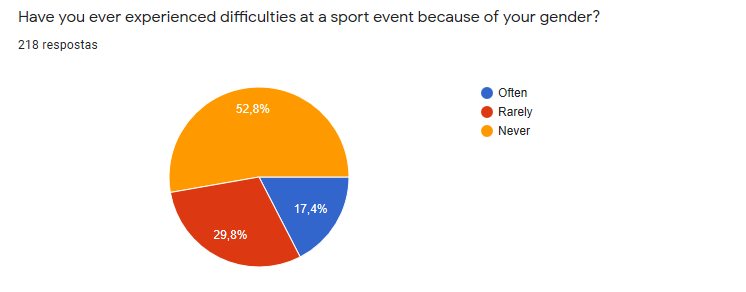 Have you ever experienced difficulties at a sport event because of your gender?
218 respostas
52,8%
17,4%
29,8%
Often
Rarely
Never